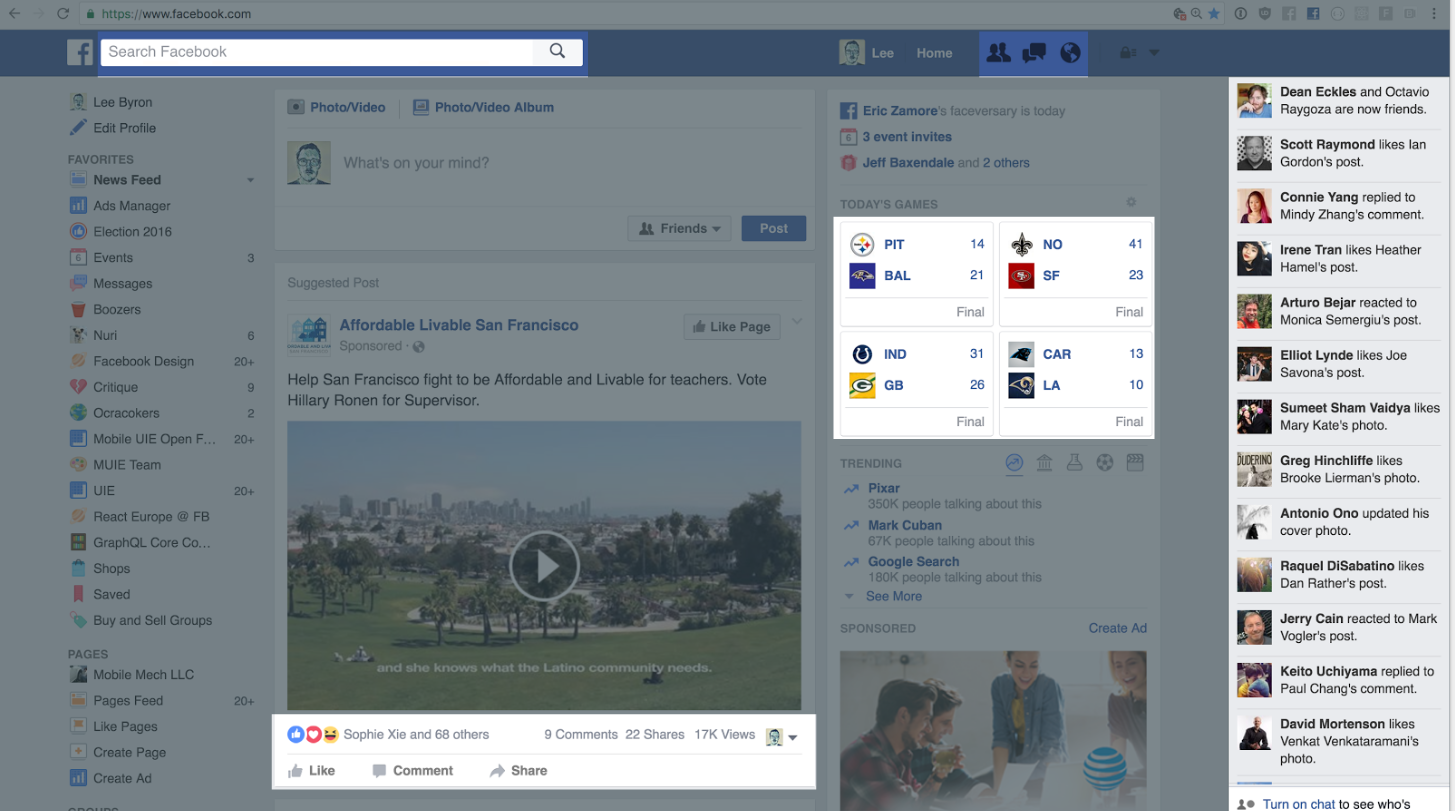 https://www.facebook.com
Search Facebook
Lee
Home
Lee Byron
Edit Profile
FAVORITES
News Feed
Ads Manager
Election 2016
Events 3
Messages
Boozers
Nuri 6
Facebook Design 20+
Critique 9
Ocracokers 2
Mobile UIE Open F... 20+
MUIE Team
UIE 20+
React Europe @ FB
GraphQL Core Co...
Shops
Saved
Buy and Sell Groups
PAGES
Mobile Mech LLC
Pages Feed 20+
Like Pages
Create Page
Create Ad
GROUPS
Photo/Video
Photo/Video Album
What's on your mind?
Friends
Post
Suggested Post
Affordable Livable San Francisco
Sponsored ·
Like Page
Help San Francisco fight to be Affordable and Livable for teachers. Vote
Hillary Ronen for Supervisor.
and she knows what the Latino community needs.
Sophie Xie and 68 others
9 Comments 22 Shares 17K Views
Like Comment Share
Eric Zamore's faceversary is today
6 3 event invites
Jeff Baxendale and 2 others
TODAY'S GAMES
PIT 14
BAL 21
Final
NO 41
SF 23
Final
IND 31
GB 26
Final
CAR 13
LA 10
Final
TRENDING
Pixar
350K people talking about this
Mark Cuban
67K people talking about this
Google Search
180K people talking about this
See More
SPONSORED
Create Ad
AT&T
Dean Eckles and Octavio
Raygoza are now friends.
Scott Raymond likes Ian
Gordon's post.
Connie Yang replied to
Mindy Zhang's comment.
Irene Tran likes Heather
Hamel's post.
Arturo Bejar reacted to
Monica Semergiu's post.
Elliot Lynde likes Joe
Savona's post.
Sumeet Sham Vaidya likes
Mary Kate's photo.
Greg Hinchliffe likes
Brooke Lierman's photo.
Antonio Ono updated his
cover photo.
Raquel DiSabatino likes
Dan Rather's post.
Jerry Cain reacted to Mark
Vogler's post.
Keito Uchiyama replied to
Paul Chang's comment.
David Mortenson likes
Venkat Venkataramani's
photo.
Turn on chat to see who's